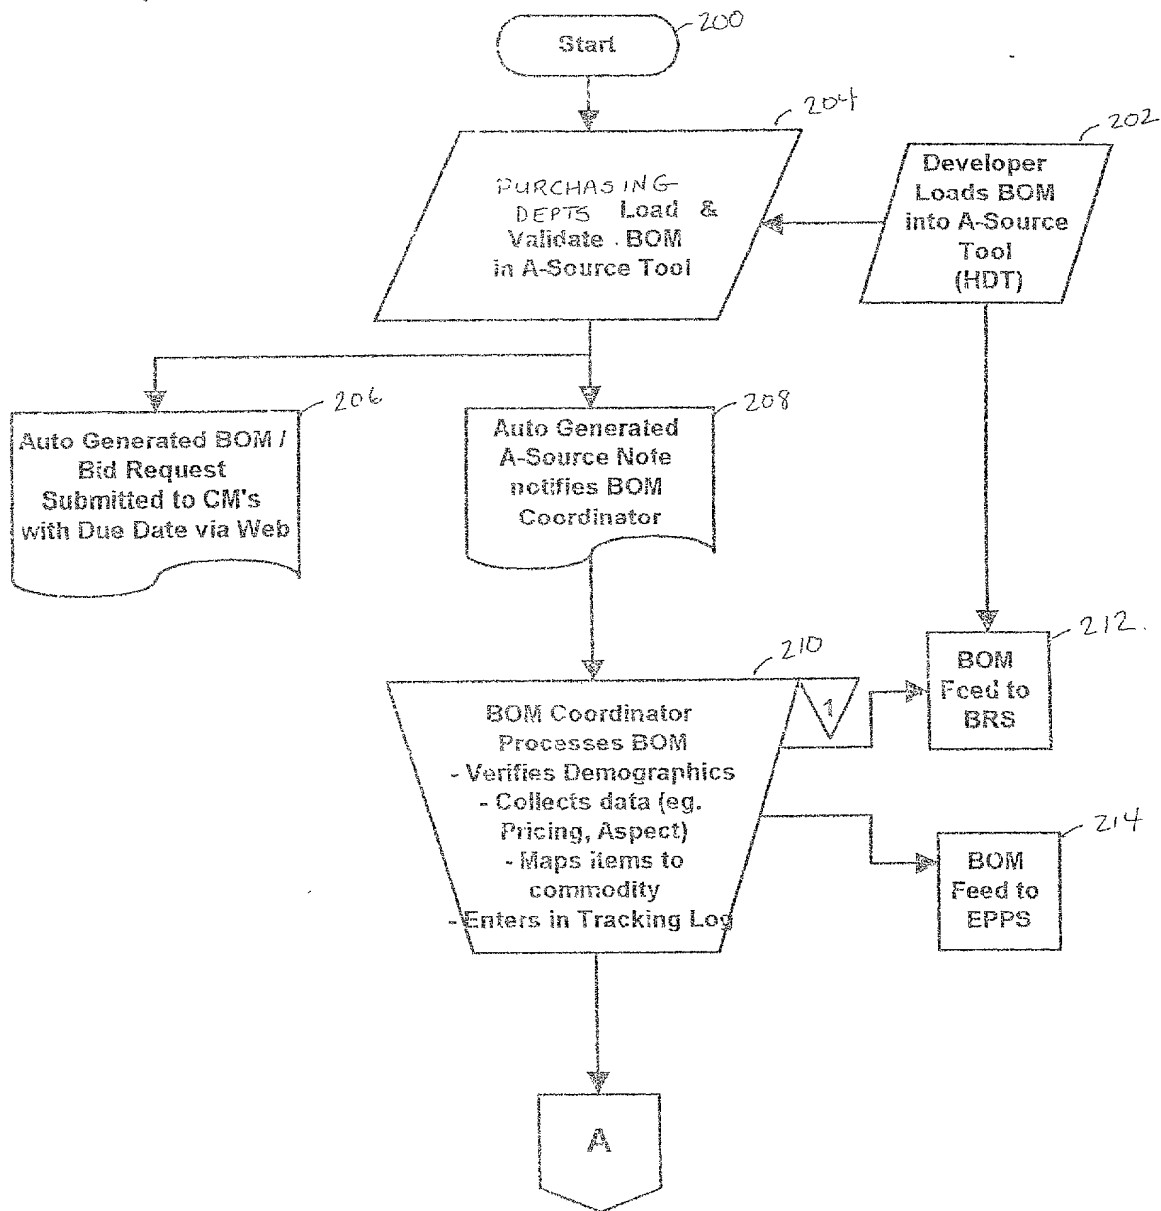 Start
200
204
202
PURCHASING
DEPTS Load &
Validate . BOM
in A-Source Tool
Developer
Loads BOM
into A-Source
Tool
(HDT)
206
Auto Generated BOM /
Bid Request
Submitted to CM's
with Due Date via Web
208
Auto Generated
A-Source Note
notifies BOM
Coordinator
210
BOM Coordinator
Processes BOM
- Verifies Demographics
- Collects data (eg.
Pricing, Aspect)
- Maps items to
commodity
- Enters in Tracking Log
1
212.
BOM
Feed to
BRS
214
BOM
Feed to
EPPS
A